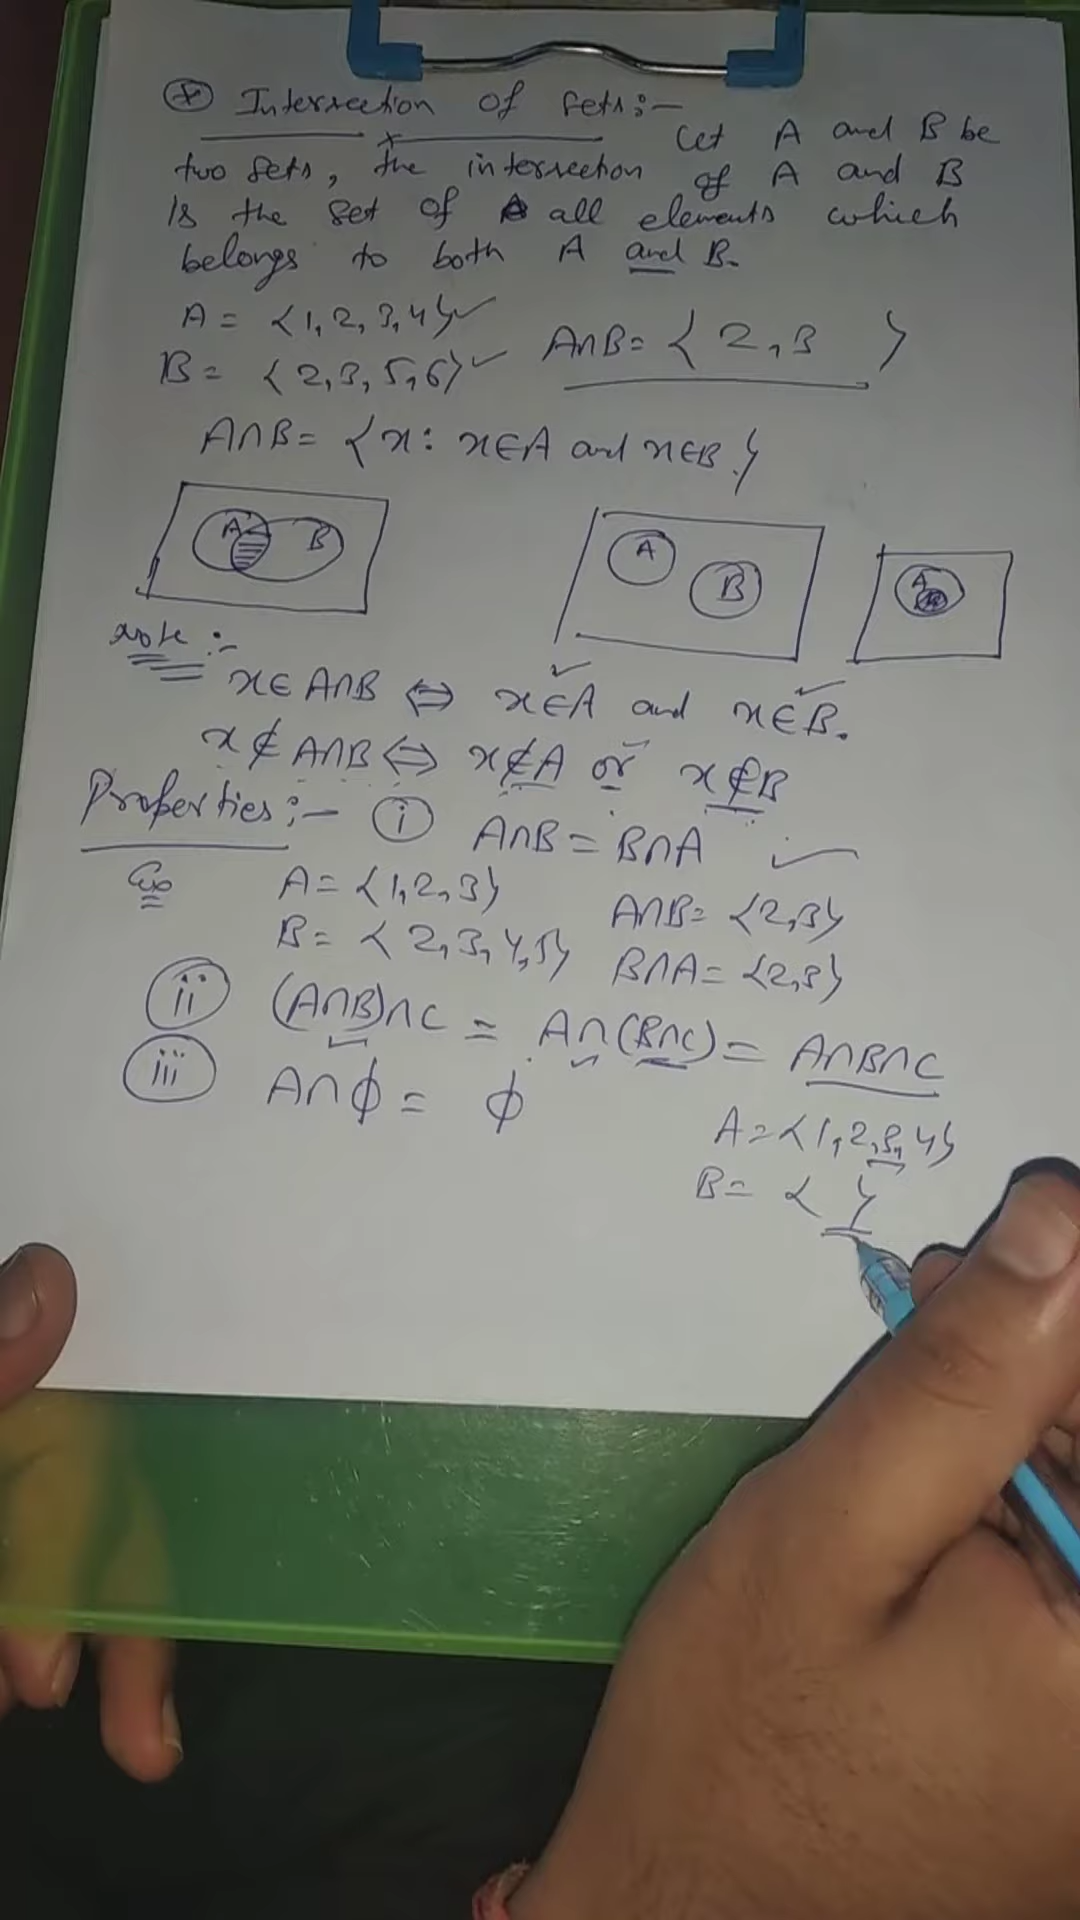 * Intersection of sets:-
Let A and B be
two sets, the intersection of A and B
is the set of all elements which
belongs to both A and B.
A = {1, 2, 3, 4}
B = {2, 3, 5, 6}
A∩B = {2, 3 }
A∩B = {x : x∈A and x∈B.}
A B
A
B
A
B
note :-
x∈A∩B ⇔ x∈A and x∈B.
x∉A∩B ⇔ x∉A or x∉B
Properties :- (i) A∩B = B∩A
Ex A = {1, 2, 3}
A∩B = {2, 3}
B = {2, 3, 4, 5}
B∩A = {2, 3}
(ii) (A∩B)∩C = A∩(B∩C) = A∩B∩C
(iii) A∩ϕ = ϕ
A = {1, 2, 3, 4}
B = { }